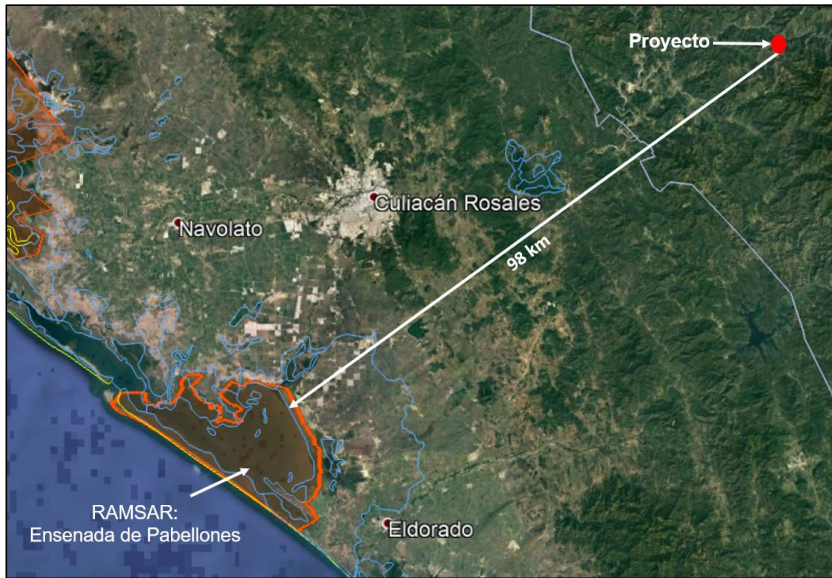 Proyecto
Culiacán Rosales
Navolato
98 km
RAMSAR:
Ensenada de Pabellones
Eldorado